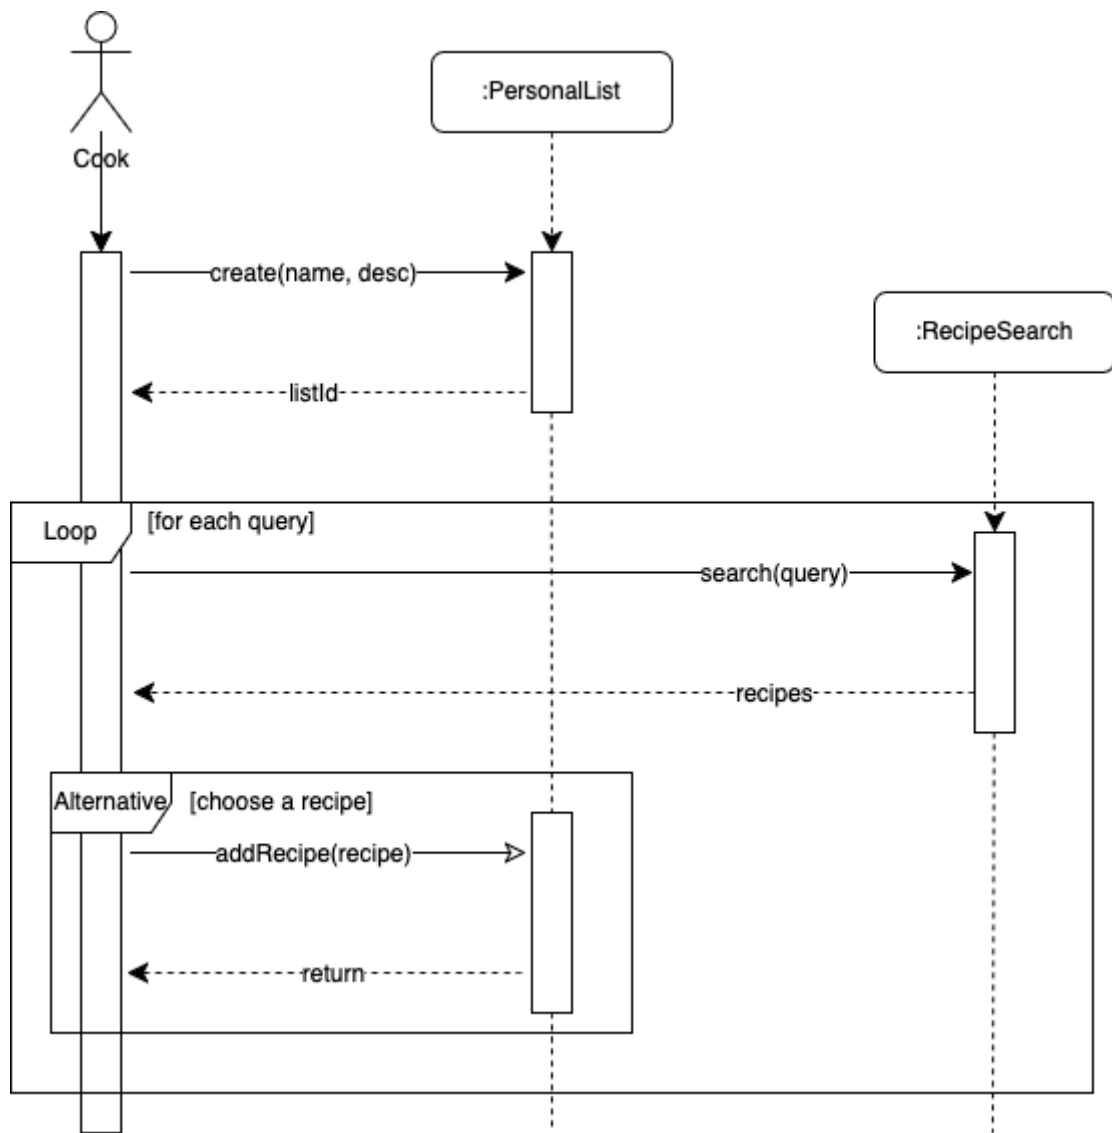 :PersonalList
Cook
create(name, desc)
:RecipeSearch
listId
Loop
[for each query]
search(query)
recipes
Alternative
[choose a recipe]
addRecipe(recipe)
return